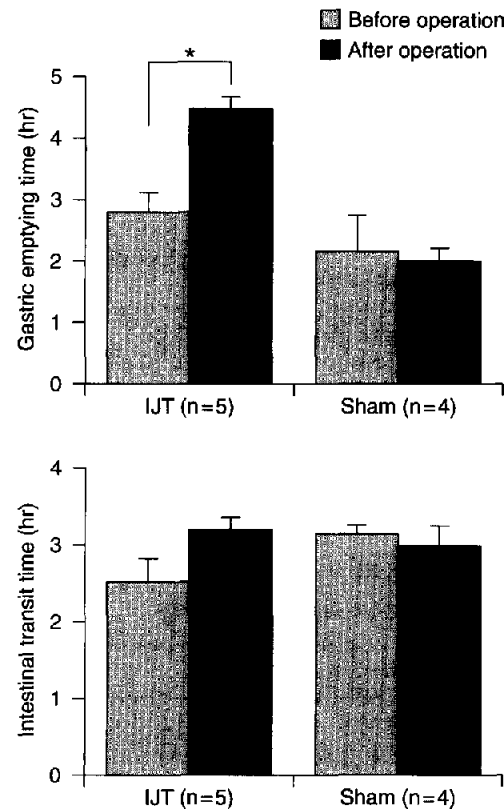 Before operation
After operation
*
Gastric emptying time (hr)
5
4
3
2
1
0
IJT (n=5) Sham (n=4)
Intestinal transit time (hr)
4
3
2
1
0
IJT (n=5) Sham (n=4)